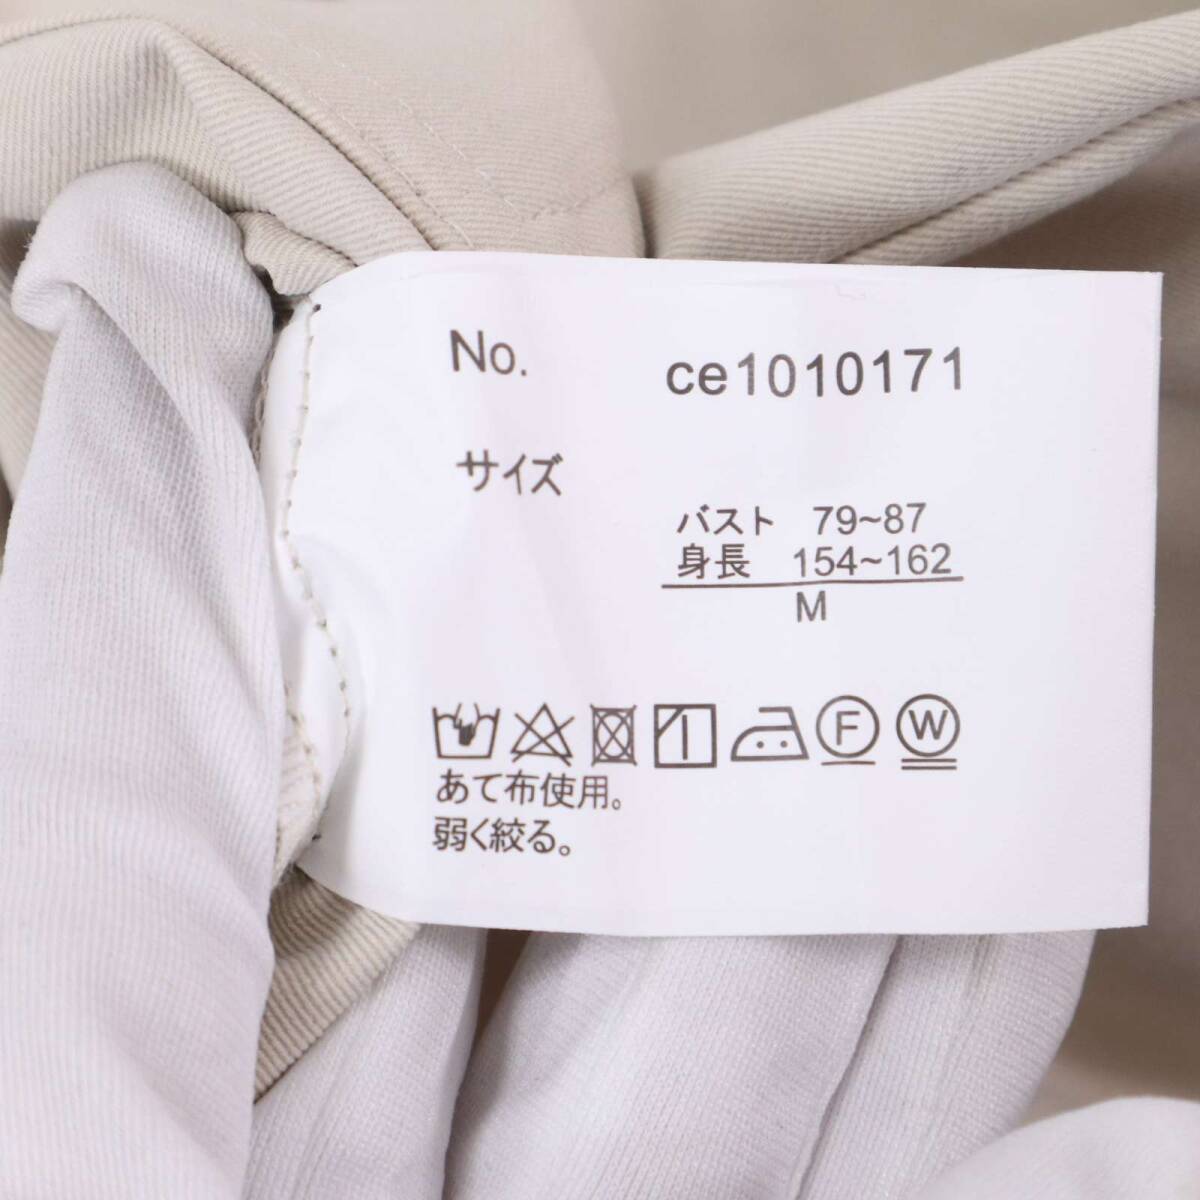 No. ce1010171
サイズ
バスト 79~87
身長 154~162
M
F W
あて布使用。
弱く絞る。